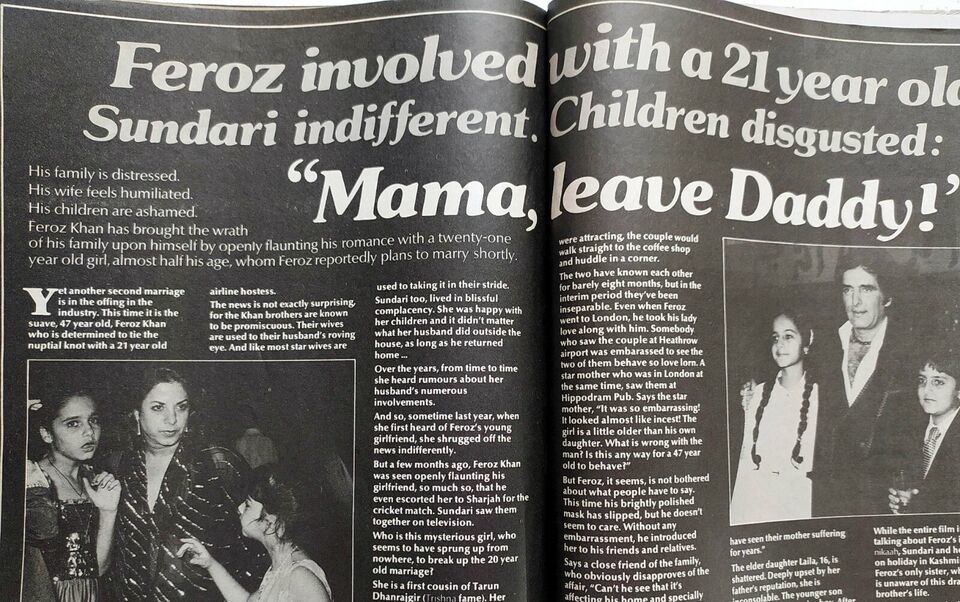 Feroz involved with a 21 year old
Sundari indifferent. Children disgusted:
“Mama, leave Daddy!’
His family is distressed.
His wife feels humiliated.
His children are ashamed.
Feroz Khan has brought the wrath
of his family upon himself by openly flaunting his romance with a twenty-one
year old girl, almost half his age, whom Feroz reportedly plans to marry shortly.
Yet another second marriage
is in the offing in the
industry. This time it is the
suave, 47 year old, Feroz Khan
who is determined to tie the
nuptial knot with a 21 year old
airline hostess.
The news is not exactly surprising,
for the Khan brothers are known
to be promiscuous. Their wives
are used to their husband's roving
eye. And like most star wives are
used to taking it in their stride.
Sundari too, lived in blissful
complacency. She was happy with
her children and it didn't matter
what her husband did outside the
house, as long as he returned
home ...
Over the years, from time to time
she heard rumours about her
husband's numerous
involvements.
And so, sometime last year, when
she first heard of Feroz's young
girlfriend, she shrugged off the
news indifferently.
But a few months ago, Feroz Khan
was seen openly flaunting his
girlfriend, so much so, that he
even escorted her to Sharjah for the
cricket match. Sundari saw them
together on television.
Who is this mysterious girl, who
seems to have sprung up from
nowhere, to break up the 20 year
old marriage?
She is a first cousin of Tarun
Dhanrajgir (Trishna fame). Her
were attracting, the couple would
walk straight to the coffee shop
and huddle in a corner.
The two have known each other
for barely eight months, but in the
interim period they've been
inseparable. Even when Feroz
went to London, he took his lady
love along with him. Somebody
who saw the couple at Heathrow
airport was embarassed to see the
two of them behave so love lorn. A
star mother who was in London at
the same time, saw them at
Hippodram Pub. Says the star
mother, "It was so embarrassing!
It looked almost like incest! The
girl is a little older than his own
daughter. What is wrong with the
man? Is this any way for a 47 year
old to behave?"
But Feroz, it seems, is not bothered
about what people have to say.
This time his brightly polished
mask has slipped, but he doesn't
seem to care. Without any
embarrassment, he introduced
her to his friends and relatives.
Says a close friend of the family,
who obviously disapproves of the
affair, "Can't he see that it's
affecting his home and specially
have seen their mother suffering
for years."
The elder daughter Laila, 16, is
shattered. Deeply upset by her
father's reputation, she is
inconsolable. The younger son
After
While the entire film
talking about Feroz's
nikaah, Sundari and
on holiday in Kashmi
Feroz's only sister, wh
is unaware of this dra
brother's life.